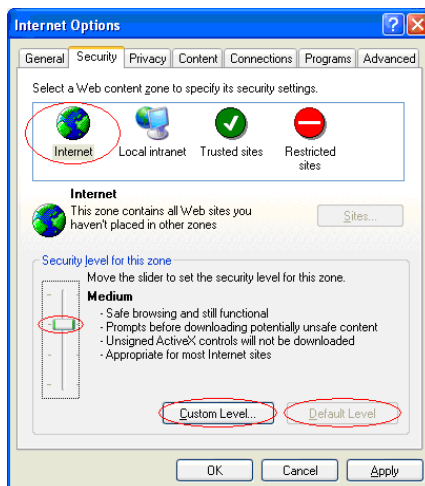 Internet Options
General Security Privacy Content Connections Programs Advanced
Select a Web content zone to specify its security settings.
Internet Local intranet Trusted sites Restricted sites
Internet
This zone contains all Web sites you
haven't placed in other zones
Sites...
Security level for this zone
Move the slider to set the security level for this zone.
Medium
- Safe browsing and still functional
- Prompts before downloading potentially unsafe content
- Unsigned ActiveX controls will not be downloaded
- Appropriate for most Internet sites
Custom Level... Default Level
OK Cancel Apply